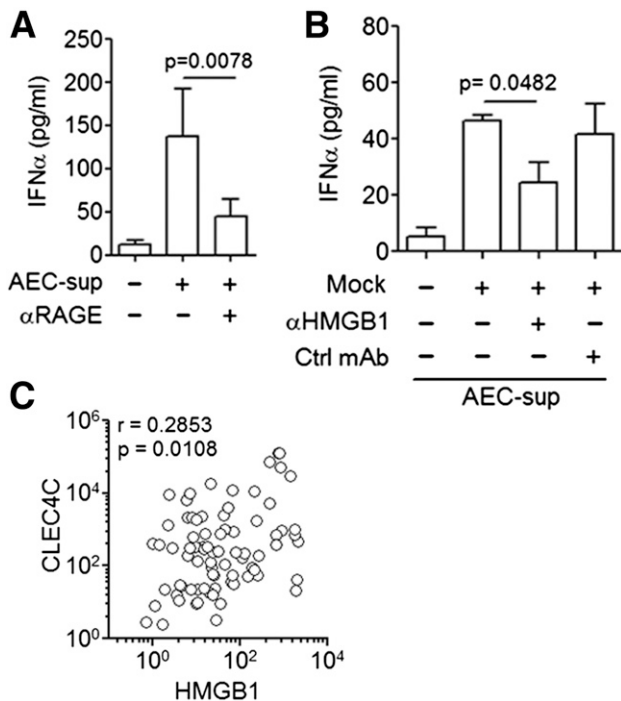 A
IFNα (pg/ml)
250
200
150
100
50
0
p=0.0078
AEC-sup - + +
αRAGE - - +
B
IFNα (pg/ml)
80
60
40
20
0
p= 0.0482
Mock - + + +
αHMGB1 - - + -
Ctrl mAb - - - +
AEC-sup
C
r = 0.2853
p = 0.0108
CLEC4C
10⁶
10⁴
10²
10⁰
10⁰ 10² 10⁴
HMGB1